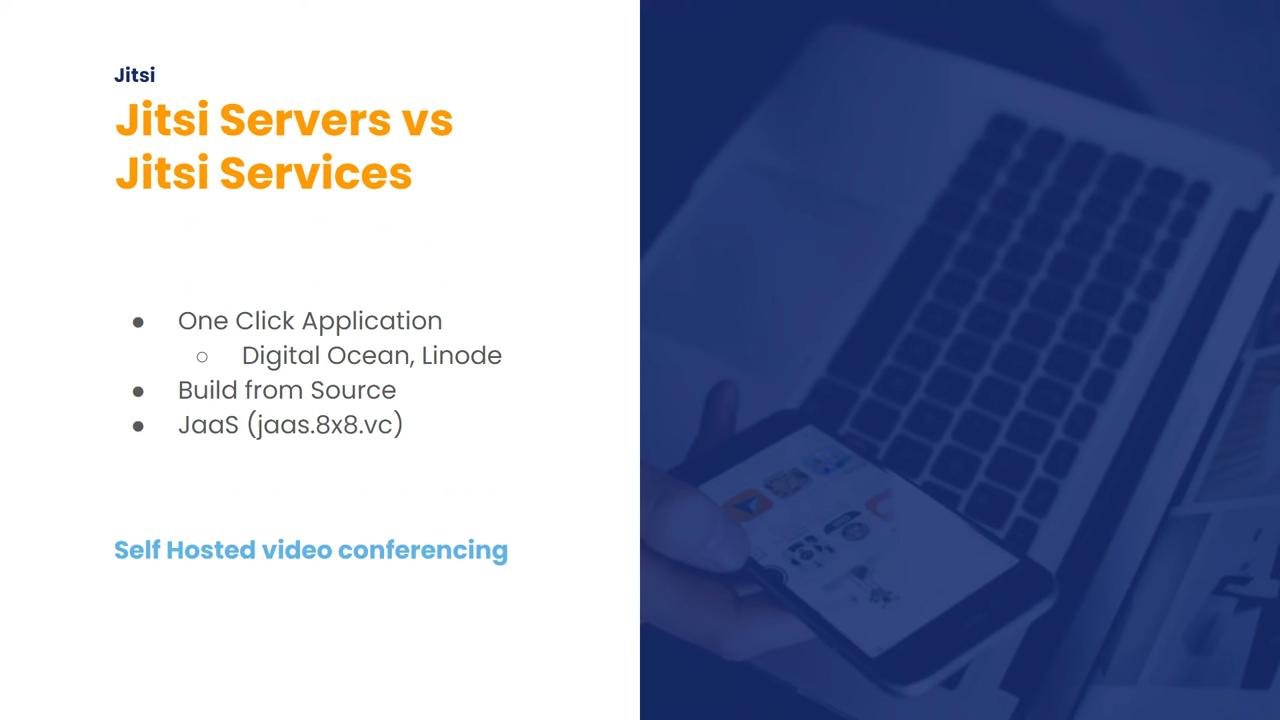 Jitsi
Jitsi Servers vs
Jitsi Services
● One Click Application
○ Digital Ocean, Linode
● Build from Source
● JaaS (jaas.8x8.vc)
Self Hosted video conferencing